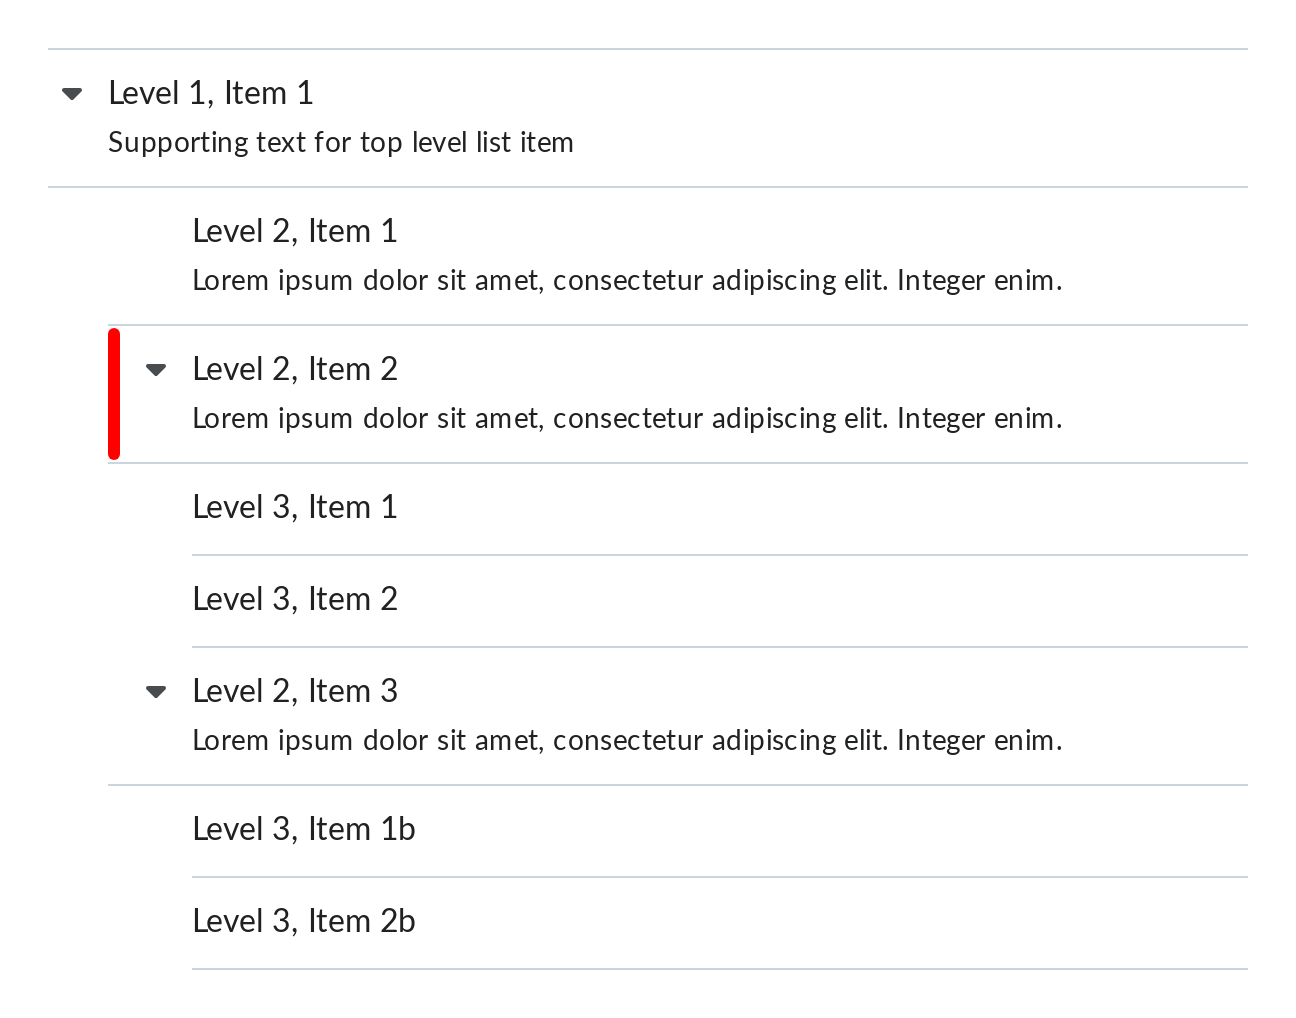 Level 1, Item 1
Supporting text for top level list item
Level 2, Item 1
Lorem ipsum dolor sit amet, consectetur adipiscing elit. Integer enim.
Level 2, Item 2
Lorem ipsum dolor sit amet, consectetur adipiscing elit. Integer enim.
Level 3, Item 1
Level 3, Item 2
Level 2, Item 3
Lorem ipsum dolor sit amet, consectetur adipiscing elit. Integer enim.
Level 3, Item 1b
Level 3, Item 2b